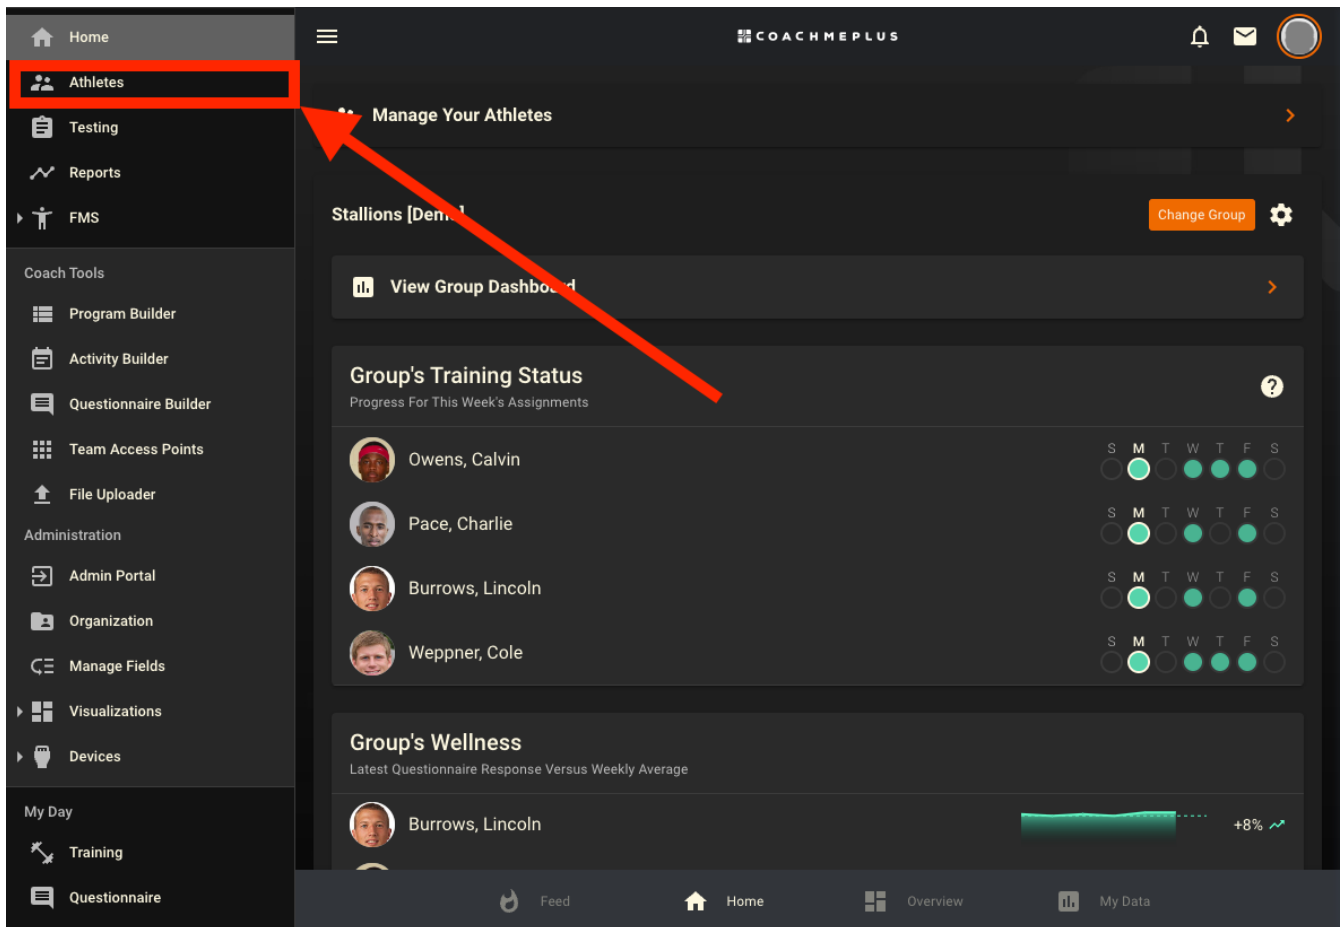 Home
Athletes
Testing
Reports
FMS
Coach Tools
Program Builder
Activity Builder
Questionnaire Builder
Team Access Points
File Uploader
Administration
Admin Portal
Organization
Manage Fields
Visualizations
Devices
My Day
Training
Questionnaire
COACHMEPLUS
Manage Your Athletes
Stallions [Demo]
Change Group
View Group Dashboard
Group's Training Status
Progress For This Week's Assignments
?
Owens, Calvin
S M T W T F S
Pace, Charlie
S M T W T F S
Burrows, Lincoln
S M T W T F S
Weppner, Cole
S M T W T F S
Group's Wellness
Latest Questionnaire Response Versus Weekly Average
Burrows, Lincoln
+8%
Feed
Home
Overview
My Data